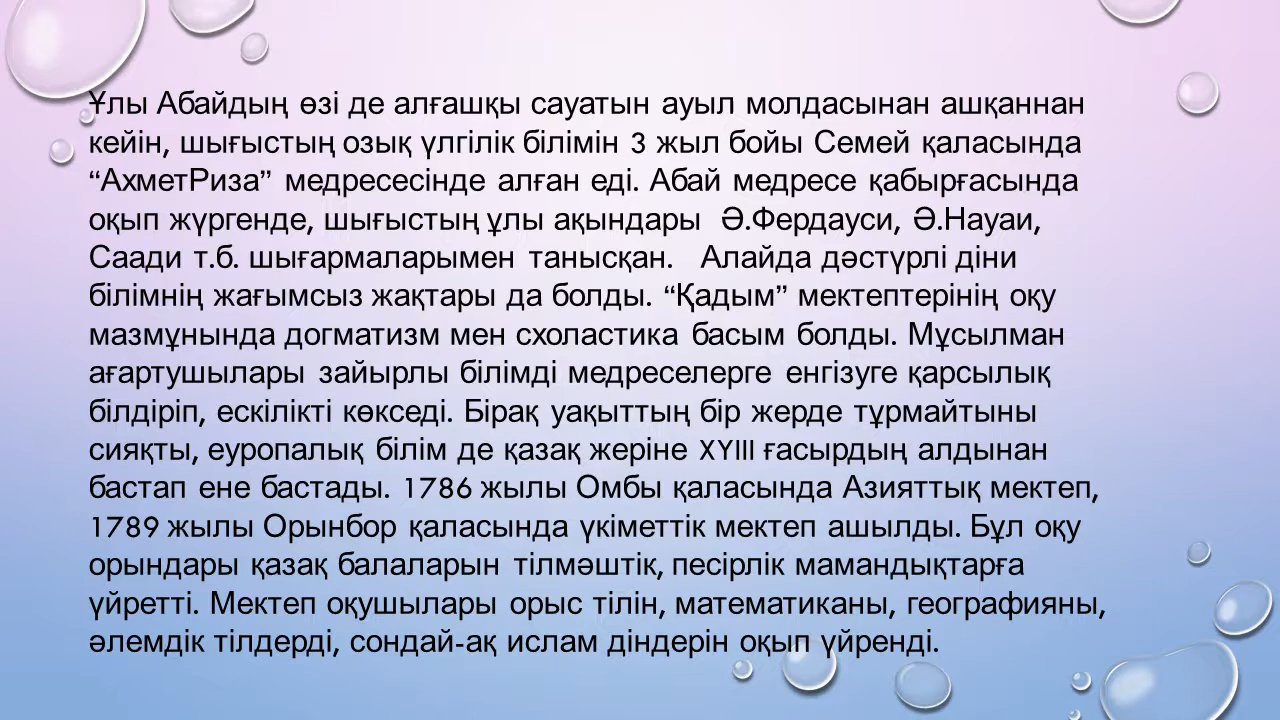 Ұлы Абайдың өзі де алғашқы сауатын ауыл молдасынан ашқаннан
кейін, шығыстың озық үлгілік білімін 3 жыл бойы Семей қаласында
“АхметРиза” медресесінде алған еді. Абай медресе қабырғасында
оқып жүргенде, шығыстың ұлы ақындары Ә.Фердауси, Ә.Науаи,
Саади т.б. шығармаларымен танысқан. Алайда дәстүрлі діни
білімнің жағымсыз жақтары да болды. “Қадым” мектептерінің оқу
мазмұнында догматизм мен схоластика басым болды. Мұсылман
ағартушылары зайырлы білімді медреселерге енгізуге қарсылық
білдіріп, ескілікті көкседі. Бірақ уақыттың бір жерде тұрмайтыны
сияқты, еуропалық білім де қазақ жеріне XYIII ғасырдың алдынан
бастап ене бастады. 1786 жылы Омбы қаласында Азияттық мектеп,
1789 жылы Орынбор қаласында үкіметтік мектеп ашылды. Бұл оқу
орындары қазақ балаларын тілмәштік, песірлік мамандықтарға
үйретті. Мектеп оқушылары орыс тілін, математиканы, географияны,
әлемдік тілдерді, сондай-ақ ислам діндерін оқып үйренді.